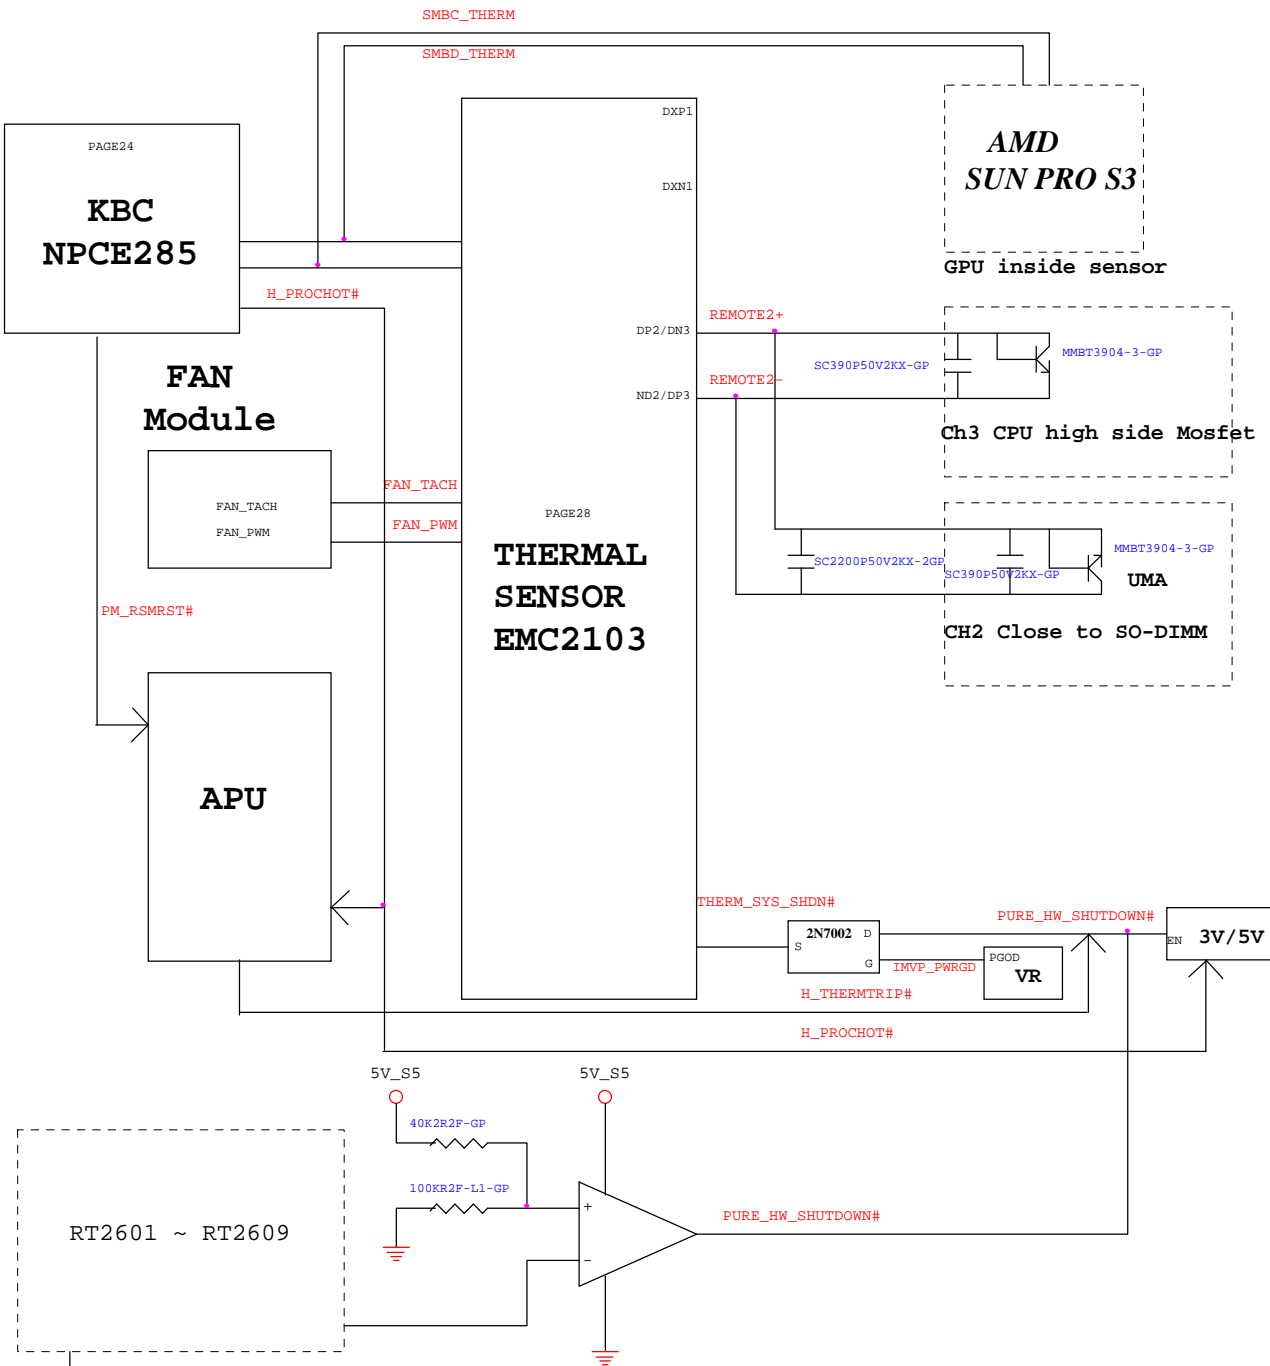 SMBC_THERM
SMBD_THERM
PAGE24
KBC
NPCE285
DXP1
DXN1
AMD
SUN PRO S3
GPU inside sensor
H_PROCHOT#
REMOTE2+
DP2/DN3
SC390P50V2KX-GP
MMBT3904-3-GP
REMOTE2-
ND2/DP3
Ch3 CPU high side Mosfet
FAN
Module
FAN_TACH
FAN_PWM
FAN_TACH
FAN_PWM
PAGE28
THERMAL
SENSOR
EMC2103
SC2200P50V2KX-2GP
SC390P50V2KX-GP
MMBT3904-3-GP
UMA
CH2 Close to SO-DIMM
PM_RSMRST#
APU
THERM_SYS_SHDN#
2N7002
D
S
G
PURE_HW_SHUTDOWN#
EN
3V/5V
IMVP_PWRGD
PGOD
VR
H_THERMTRIP#
H_PROCHOT#
5V_S5
5V_S5
40K2R2F-GP
100KR2F-L1-GP
+
-
PURE_HW_SHUTDOWN#
RT2601 ~ RT2609